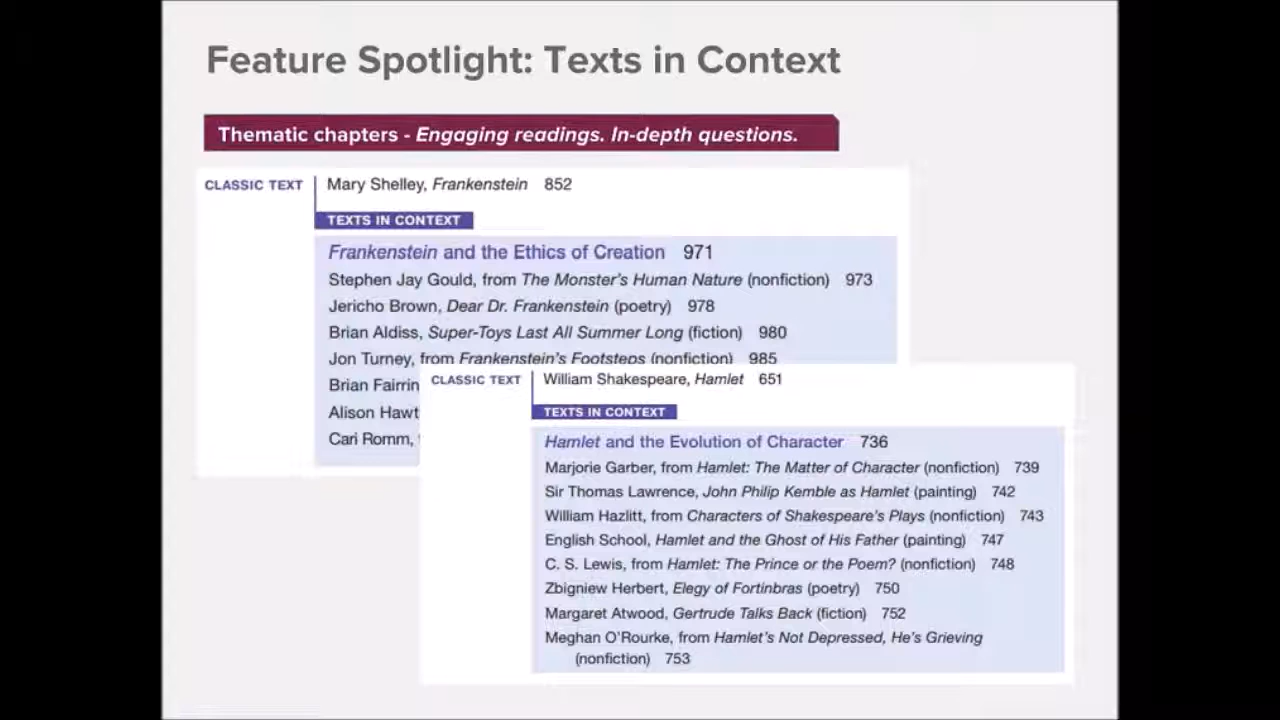 Feature Spotlight: Texts in Context
Thematic chapters - Engaging readings. In-depth questions.
CLASSIC TEXT Mary Shelley, Frankenstein 852
TEXTS IN CONTEXT
Frankenstein and the Ethics of Creation 971
Stephen Jay Gould, from The Monster's Human Nature (nonfiction) 973
Jericho Brown, Dear Dr. Frankenstein (poetry) 978
Brian Aldiss, Super-Toys Last All Summer Long (fiction) 980
Jon Turney, from Frankenstein's Footsteps (nonfiction) 985
Brian Fairrin
Alison Hawt
Cari Romm,
CLASSIC TEXT William Shakespeare, Hamlet 651
TEXTS IN CONTEXT
Hamlet and the Evolution of Character 736
Marjorie Garber, from Hamlet: The Matter of Character (nonfiction) 739
Sir Thomas Lawrence, John Philip Kemble as Hamlet (painting) 742
William Hazlitt, from Characters of Shakespeare's Plays (nonfiction) 743
English School, Hamlet and the Ghost of His Father (painting) 747
C. S. Lewis, from Hamlet: The Prince or the Poem? (nonfiction) 748
Zbigniew Herbert, Elegy of Fortinbras (poetry) 750
Margaret Atwood, Gertrude Talks Back (fiction) 752
Meghan O'Rourke, from Hamlet's Not Depressed, He's Grieving
(nonfiction) 753